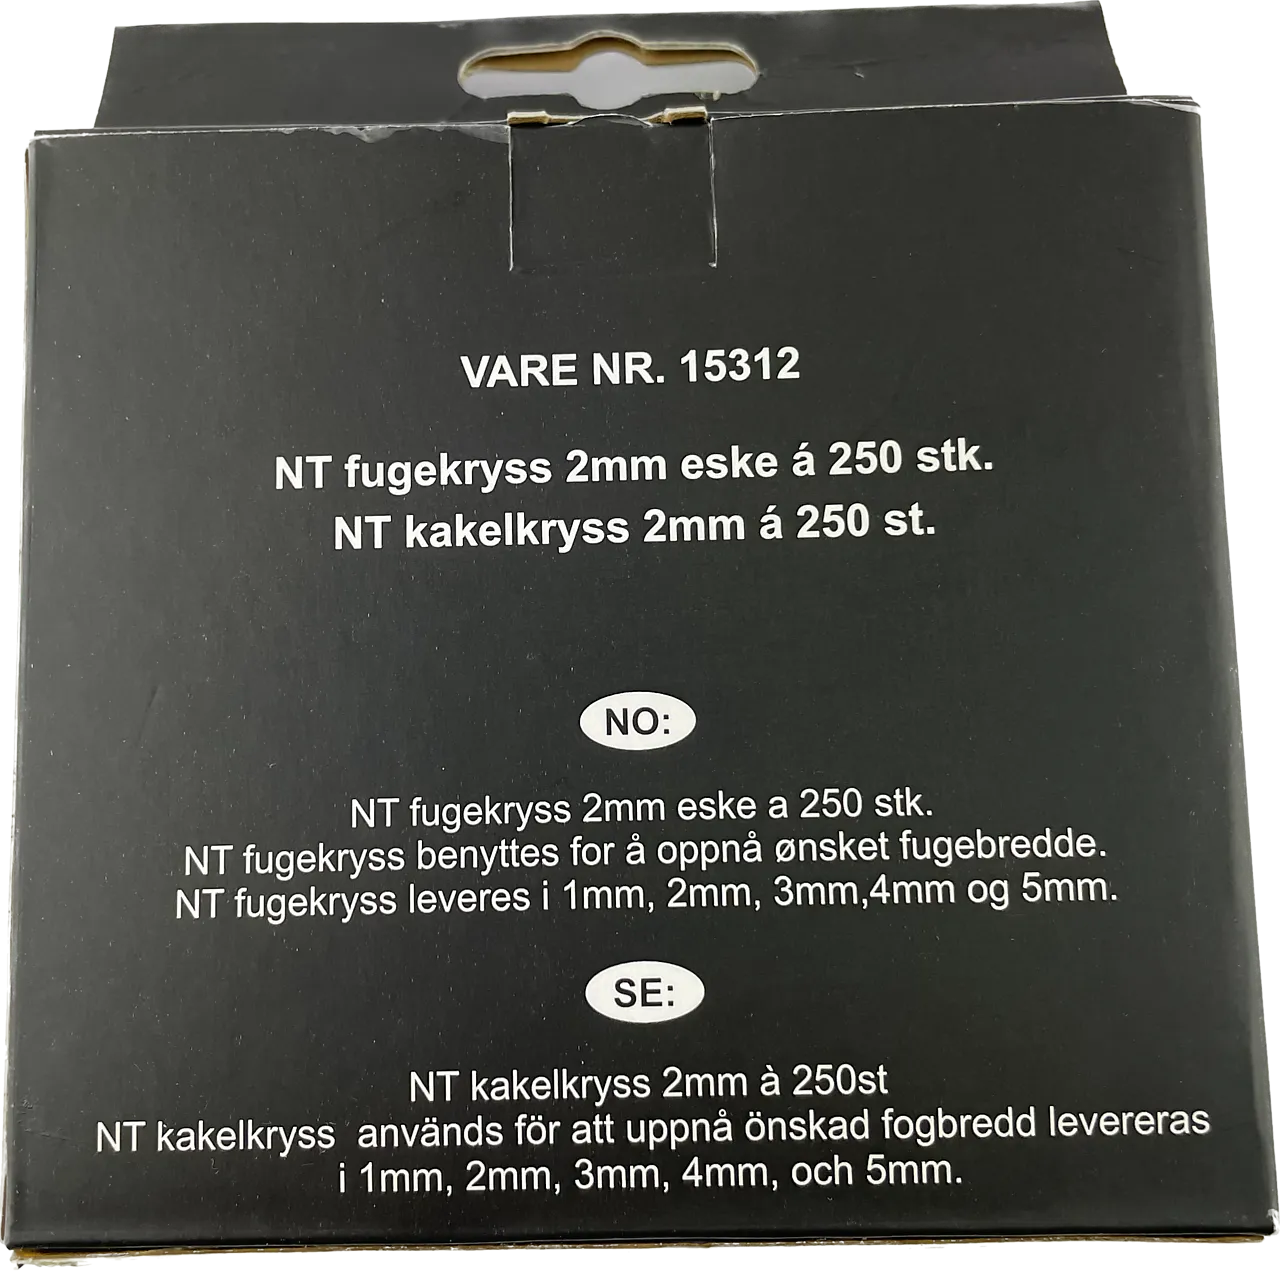 VARE NR. 15312
NT fugekryss 2mm eske á 250 stk.
NT kakelkryss 2mm á 250 st.
NO:
NT fugekryss 2mm eske a 250 stk.
NT fugekryss benyttes for å oppnå ønsket fugebredde.
NT fugekryss leveres i 1mm, 2mm, 3mm,4mm og 5mm.
SE:
NT kakelkryss 2mm à 250st
NT kakelkryss används för att uppnå önskad fogbredd levereras
i 1mm, 2mm, 3mm, 4mm, och 5mm.